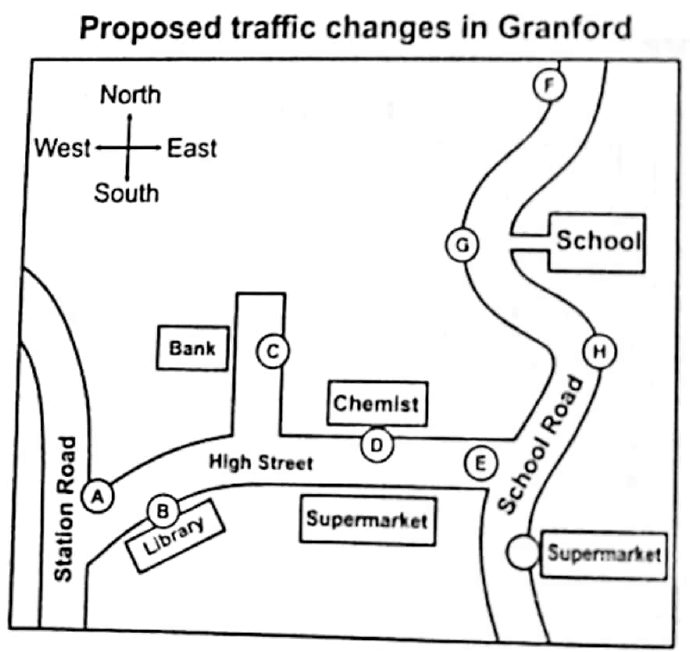 Proposed traffic changes in Granford
North
West East
South
F
G
School
Bank
C
H
Chemist
D
High Street
E
School Road
Station Road
A
B
Library
Supermarket
Supermarket